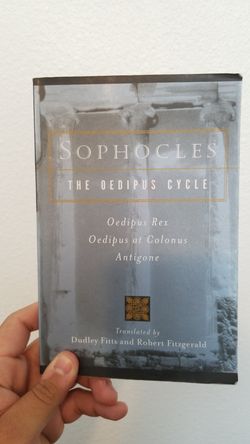 SOPHOCLES
THE OEDIPUS CYCLE
Oedipus Rex
Oedipus at Colonus
Antigone
Translated by
Dudley Fitts and Robert Fitzgerald